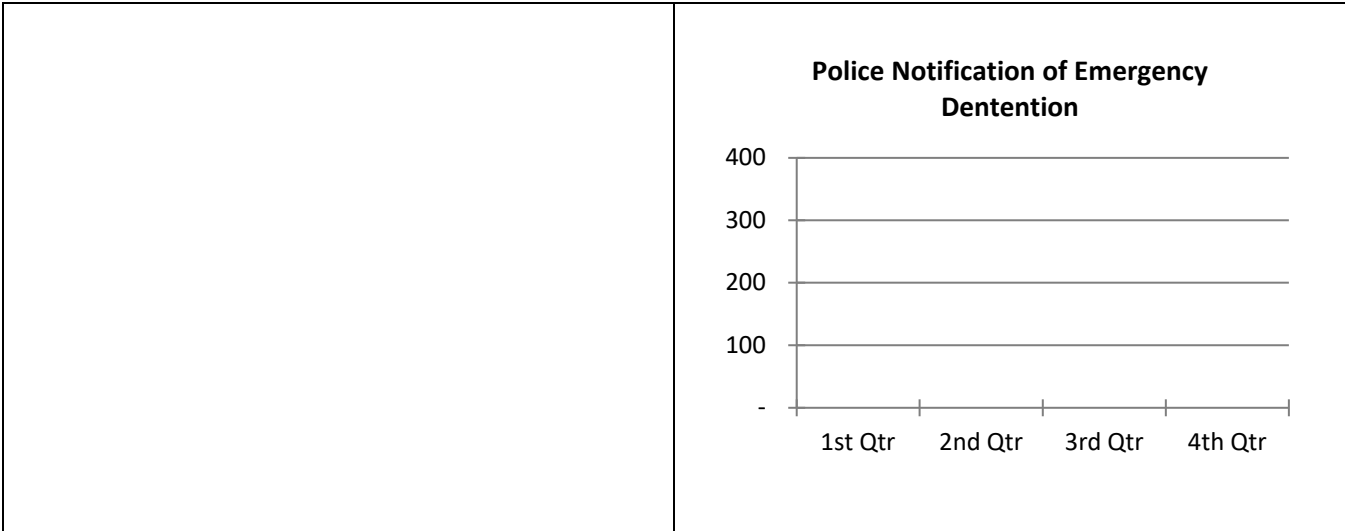 Police Notification of Emergency
Dentention
400
300
200
100
-
1st Qtr 2nd Qtr 3rd Qtr 4th Qtr